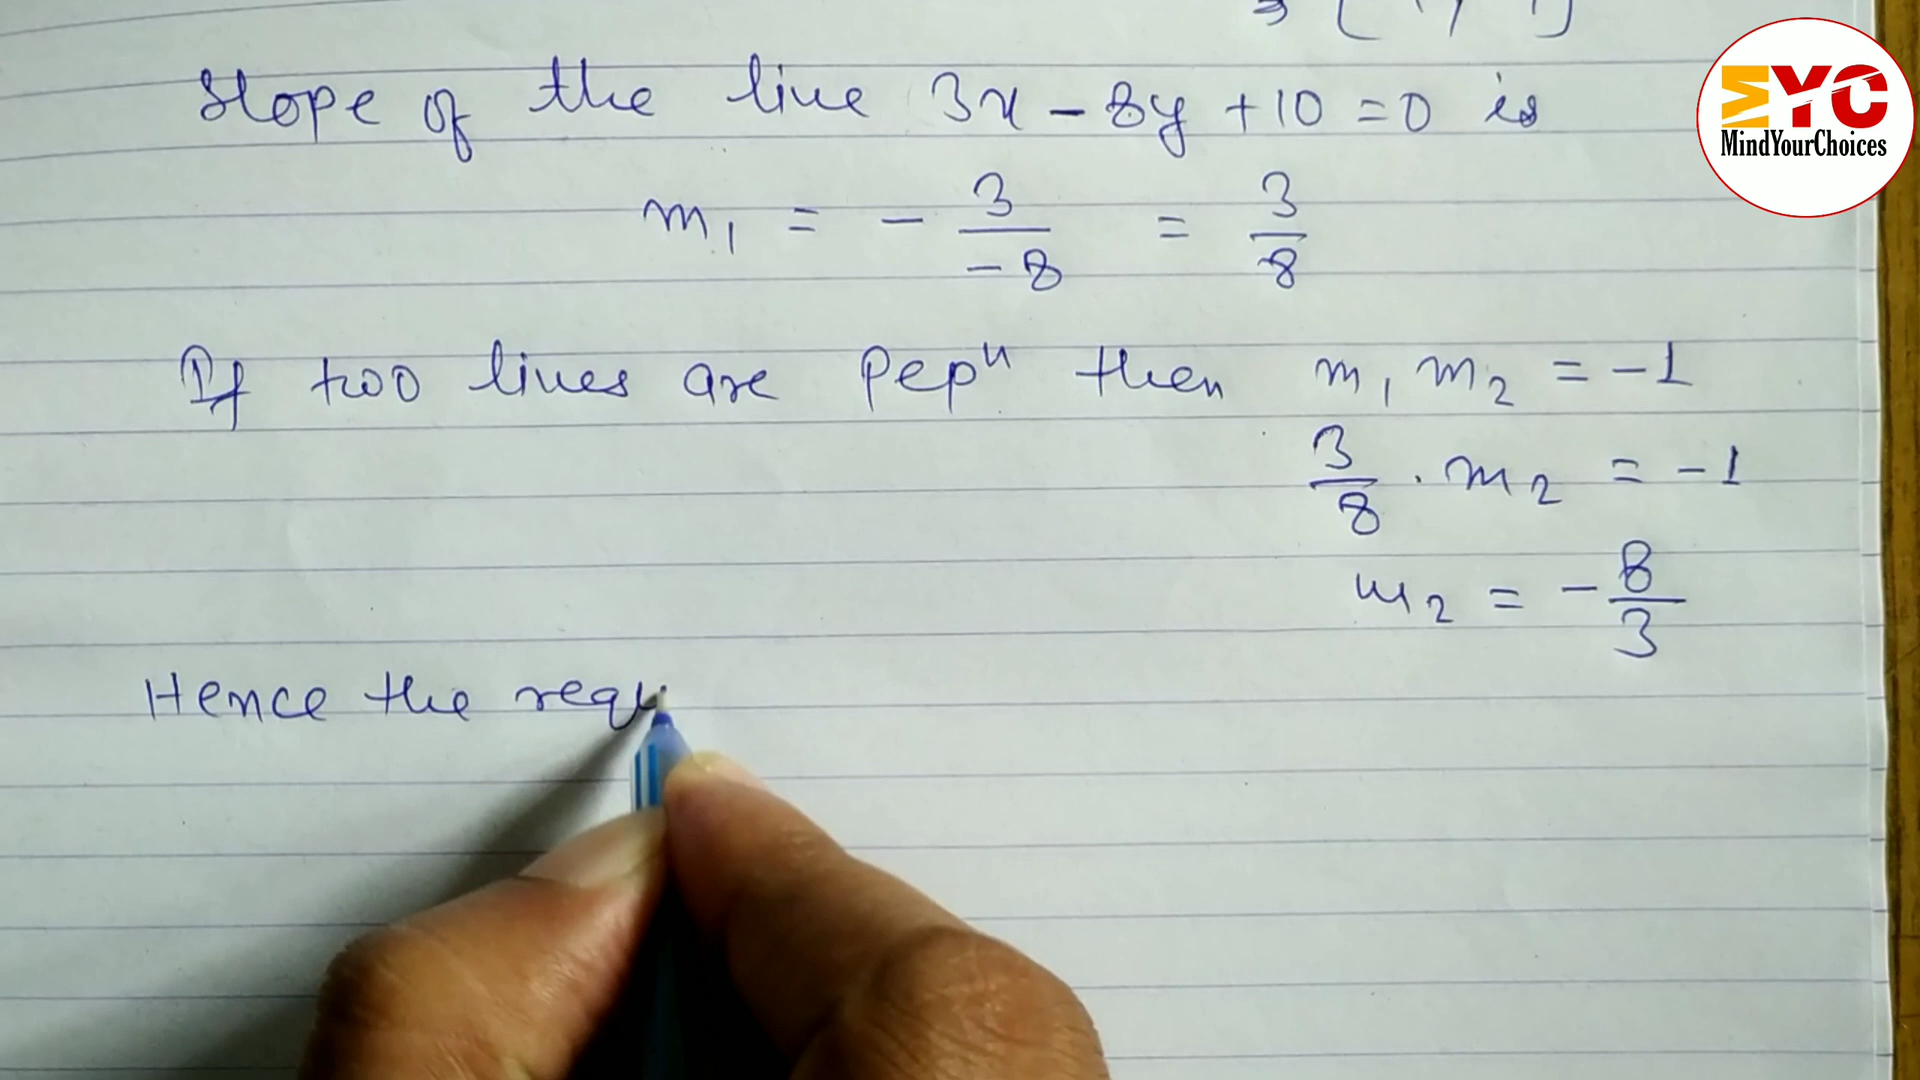 Slope of the line 3x - 8y + 10 = 0 is
m₁ = - 3/-8 = 3/8
If two lines are Pepⁿ then m₁ m₂ = -1
3/8 · m₂ = -1
m₂ = - 8/3
Hence the requ
MYC
MindYourChoices